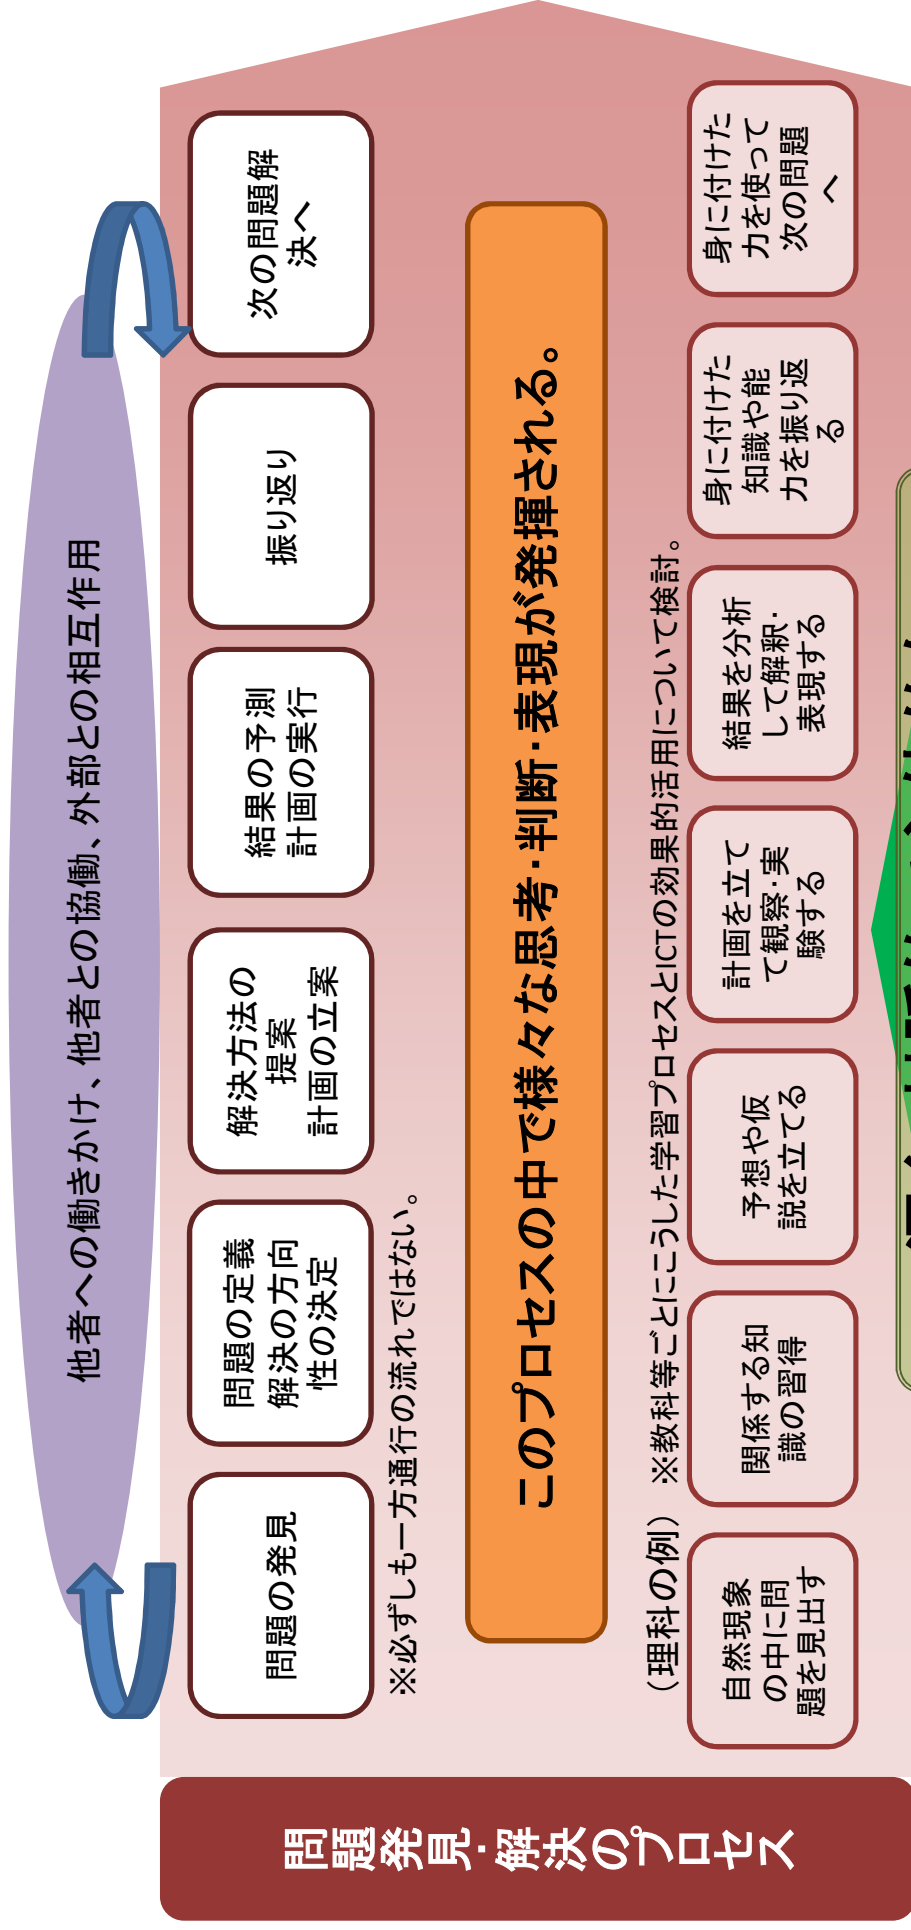 他者への働きかけ、他者との協働、外部との相互作用
問題発見・解決のプロセス
問題の発見
問題の定義
解決の方向
性の決定
解決方法の
提案
計画の立案
結果の予測
計画の実行
振り返り
次の問題解
決へ
※必ずしも一方通行の流れではない。
このプロセスの中で様々な思考・判断・表現が発揮される。
（理科の例）　※教科等ごとにこうした学習プロセスとICTの効果的活用について検討。
自然現象
の中に問
題を見出す
関係する知
識の習得
予想や仮
説を立てる
計画を立て
て観察・実
験する
結果を分析
して解釈・
表現する
身に付けた
知識や能
力を振り返
る
身に付けた
力を使って
次の問題
へ